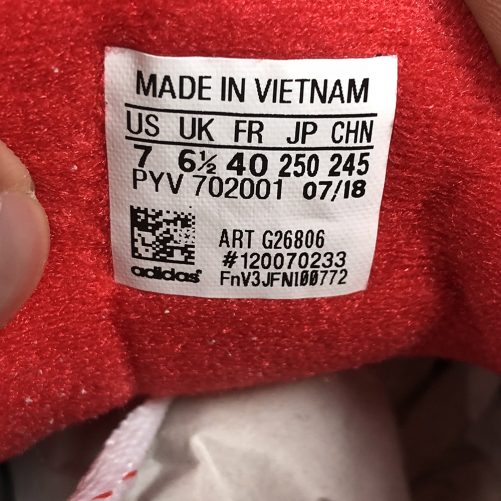 MADE IN VIETNAM
US UK FR JP CHN
7 6½ 40 250 245
PYV 702001 07/18
ART G26806
#120070233
adidas FnV3JFN100772